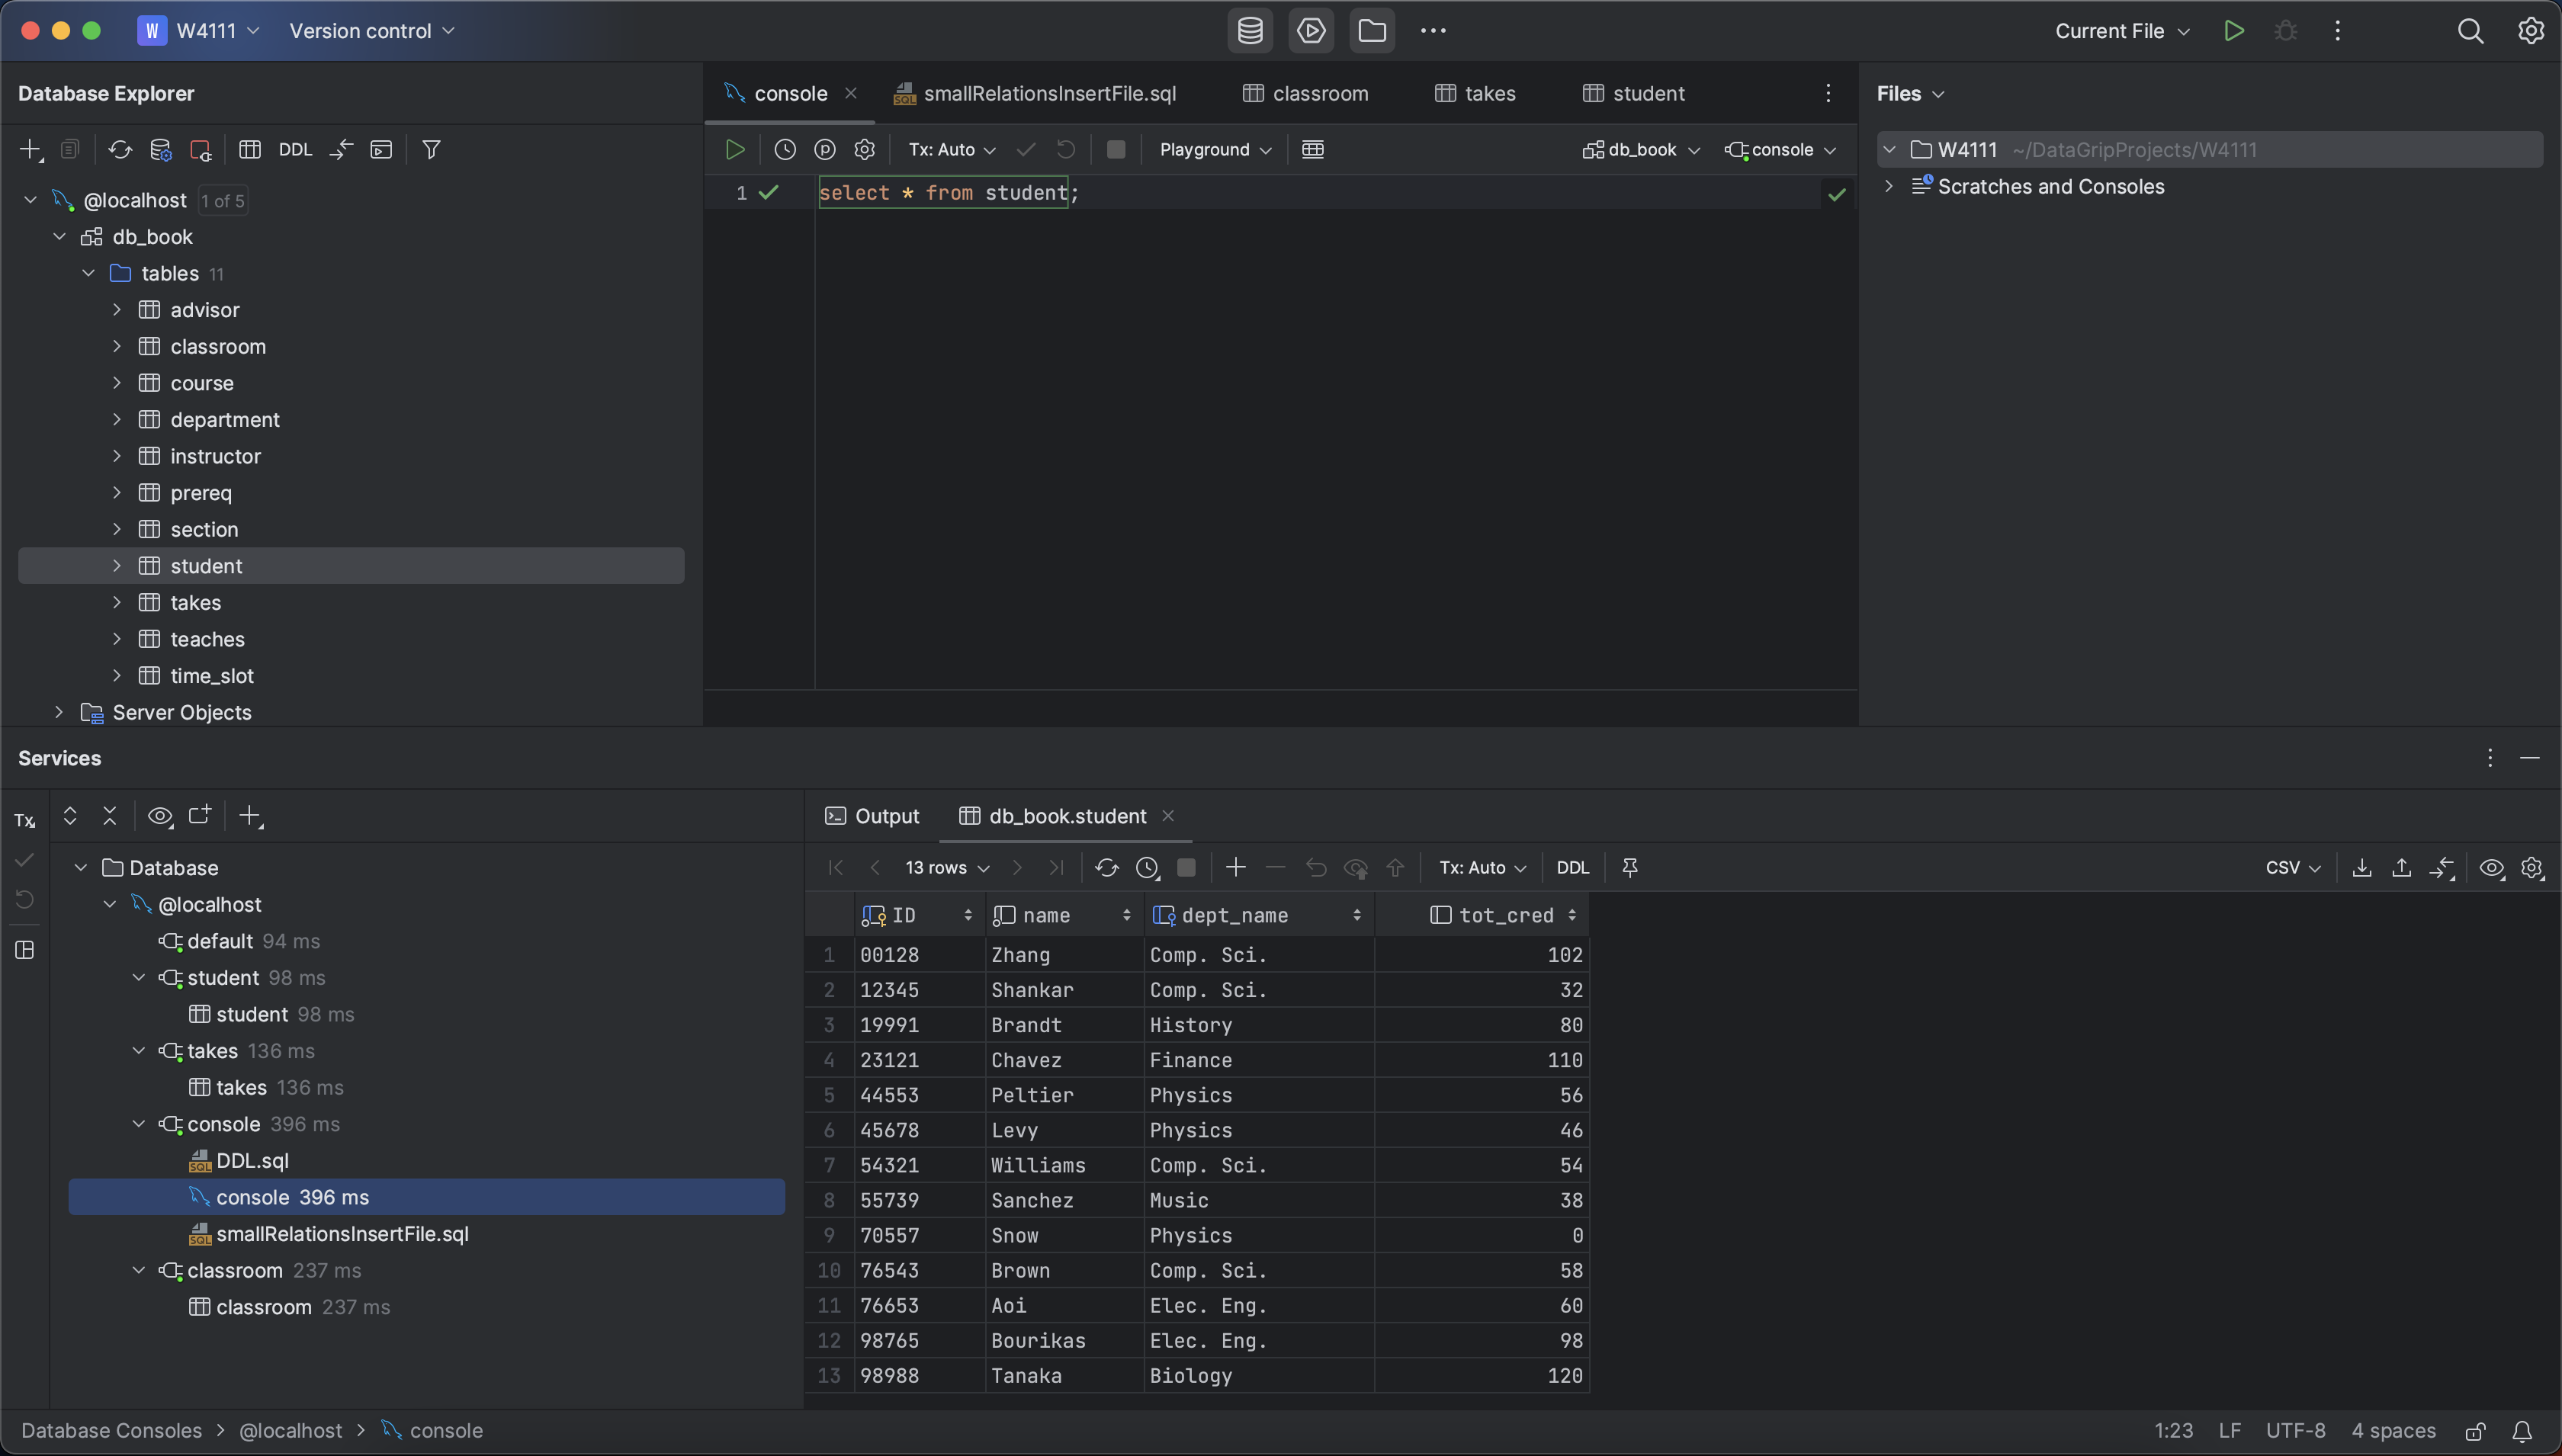 W W4111 Version control Current File
Database Explorer
console smallRelationsInsertFile.sql classroom takes student
Files
DDL
Tx: Auto Playground db_book console
W4111 ~/DataGripProjects/W4111
Scratches and Consoles
1 select * from student;
@localhost 1 of 5
db_book
tables 11
advisor
classroom
course
department
instructor
prereq
section
student
takes
teaches
time_slot
Server Objects
Services
Tx
Output db_book.student
13 rows Tx: Auto DDL CSV
Database
@localhost
default 94 ms
student 98 ms
student 98 ms
takes 136 ms
takes 136 ms
console 396 ms
SQL DDL.sql
console 396 ms
SQL smallRelationsInsertFile.sql
classroom 237 ms
classroom 237 ms
ID name dept_name tot_cred
1 00128 Zhang Comp. Sci. 102
2 12345 Shankar Comp. Sci. 32
3 19991 Brandt History 80
4 23121 Chavez Finance 110
5 44553 Peltier Physics 56
6 45678 Levy Physics 46
7 54321 Williams Comp. Sci. 54
8 55739 Sanchez Music 38
9 70557 Snow Physics 0
10 76543 Brown Comp. Sci. 58
11 76653 Aoi Elec. Eng. 60
12 98765 Bourikas Elec. Eng. 98
13 98988 Tanaka Biology 120
Database Consoles > @localhost > console
1:23 LF UTF-8 4 spaces